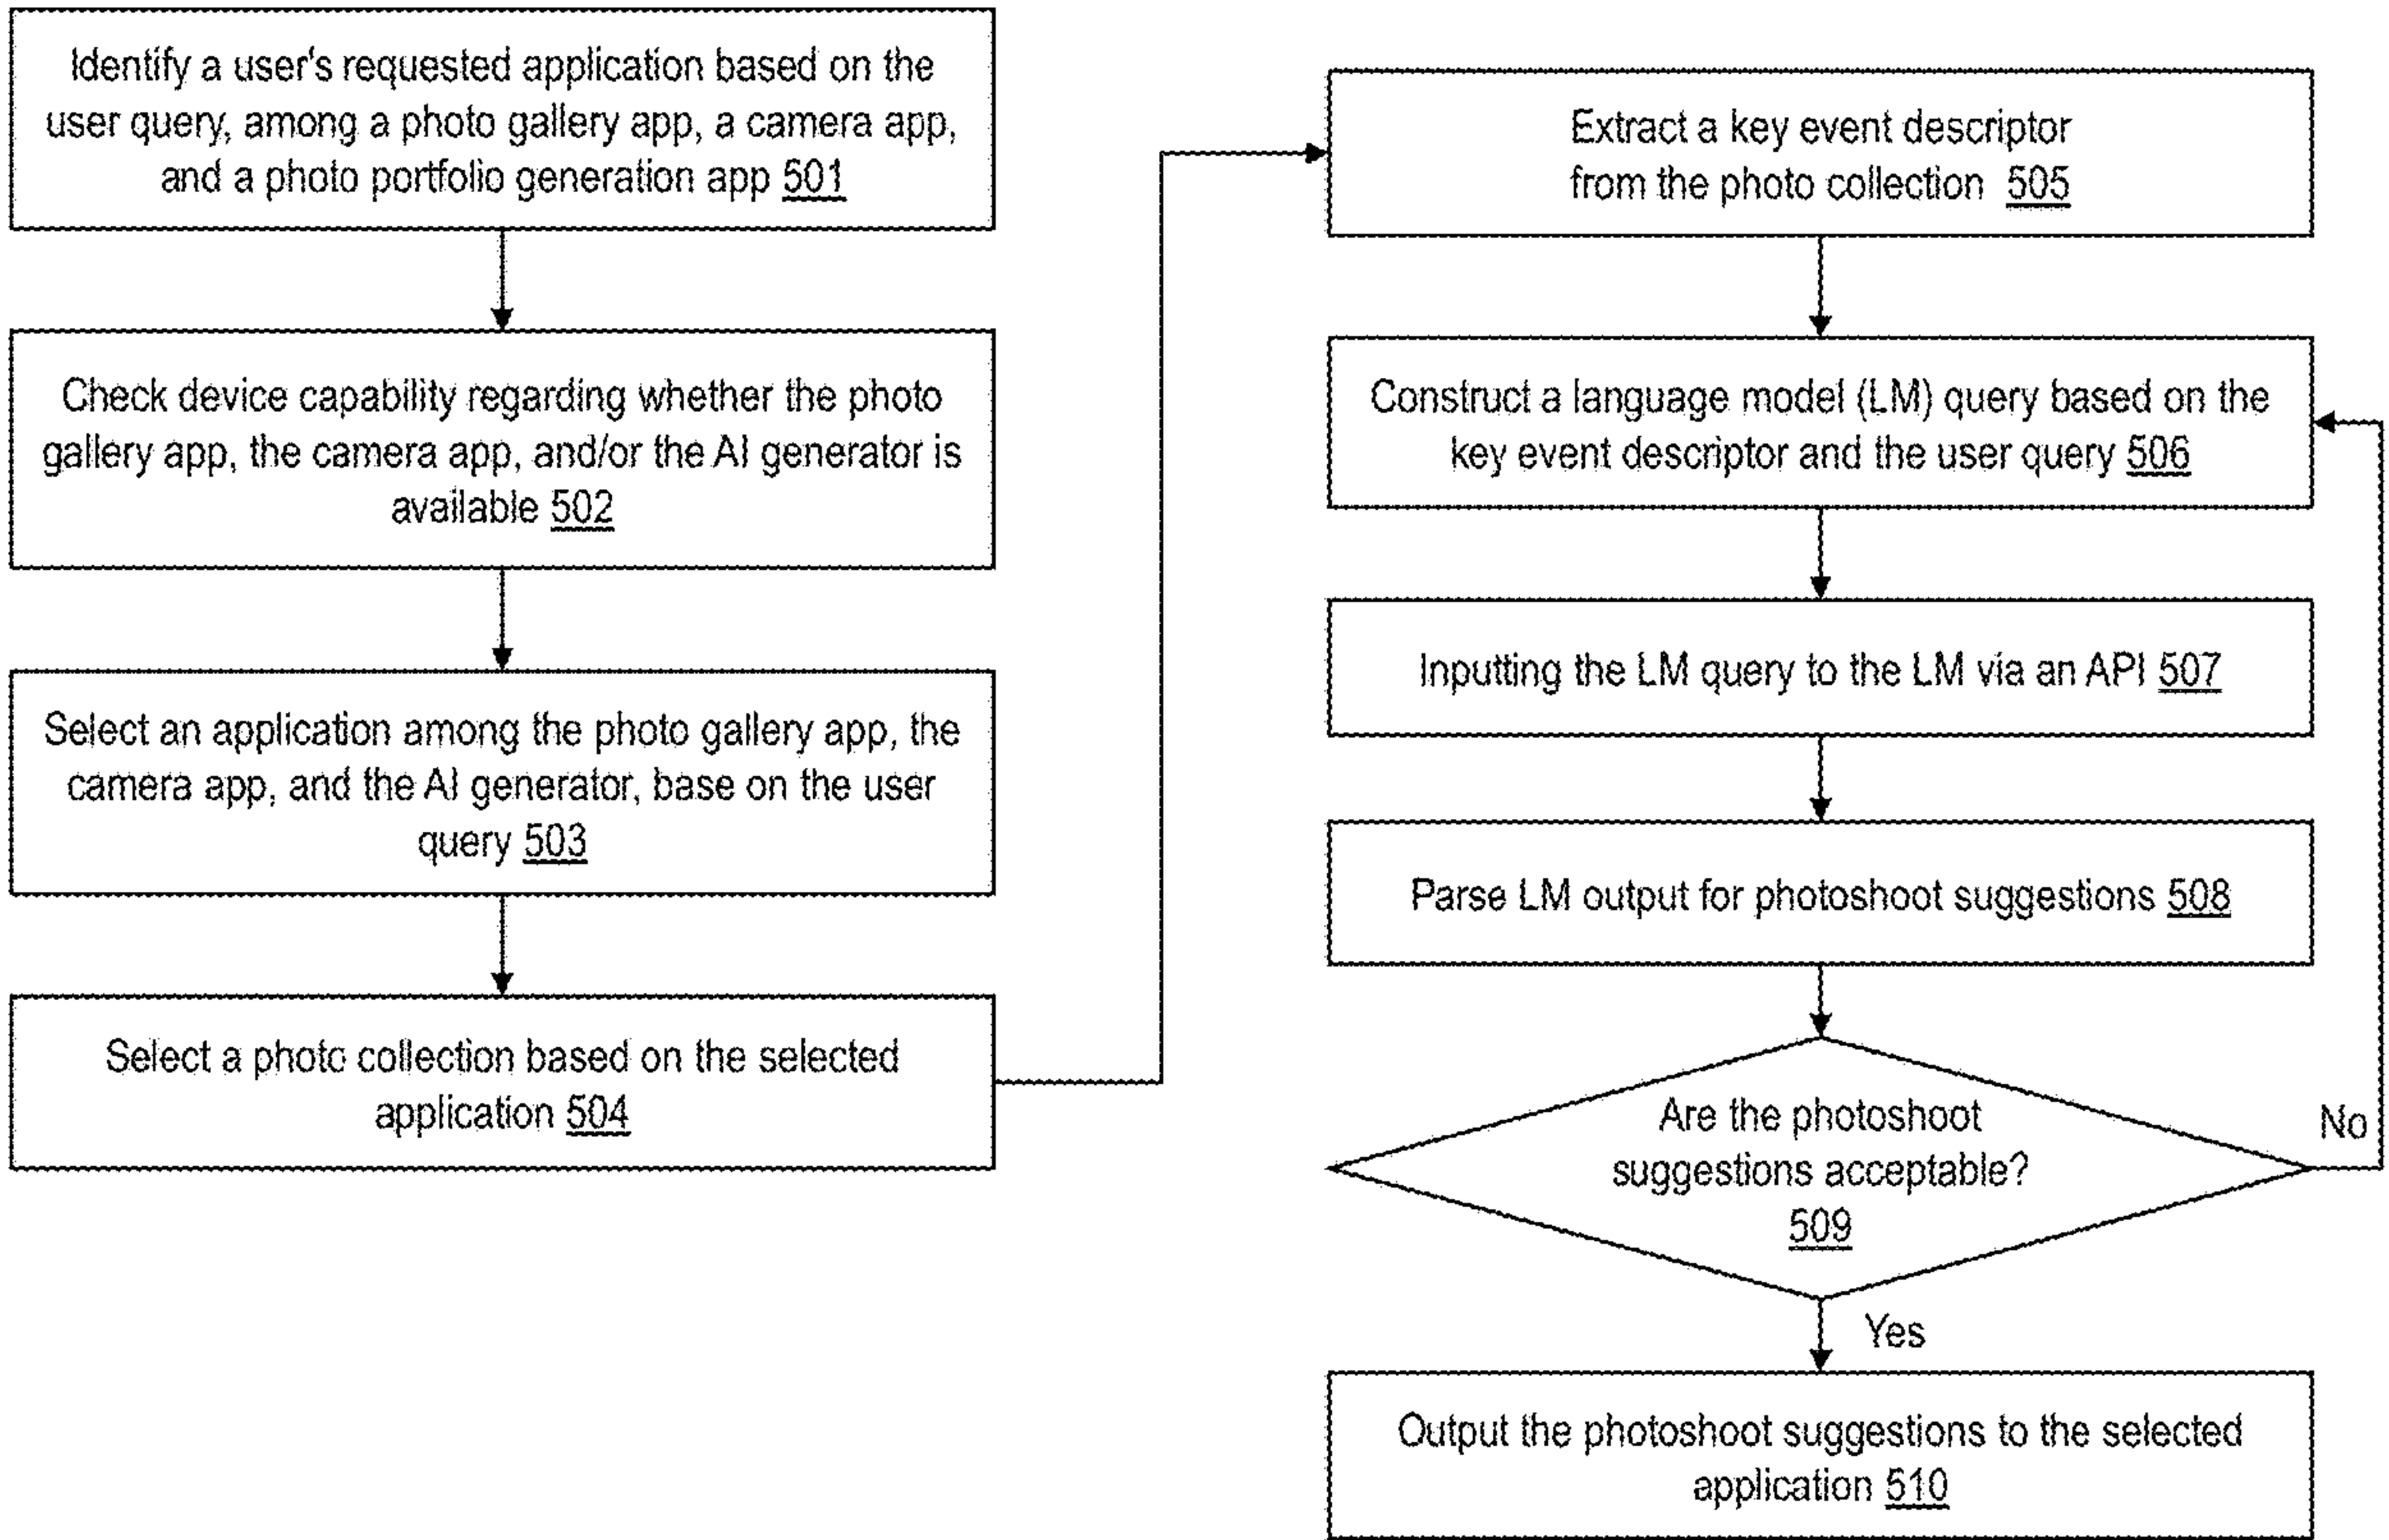 Identify a user's requested application based on the
user query, among a photo gallery app, a camera app,
and a photo portfolio generation app 501
Check device capability regarding whether the photo
gallery app, the camera app, and/or the AI generator is
available 502
Select an application among the photo gallery app, the
camera app, and the AI generator, base on the user
query 503
Select a photo collection based on the selected
application 504
Extract a key event descriptor
from the photo collection 505
Construct a language model (LM) query based on the
key event descriptor and the user query 506
Inputting the LM query to the LM via an API 507
Parse LM output for photoshoot suggestions 508
Are the photoshoot
suggestions acceptable?
509
No
Yes
Output the photoshoot suggestions to the selected
application 510